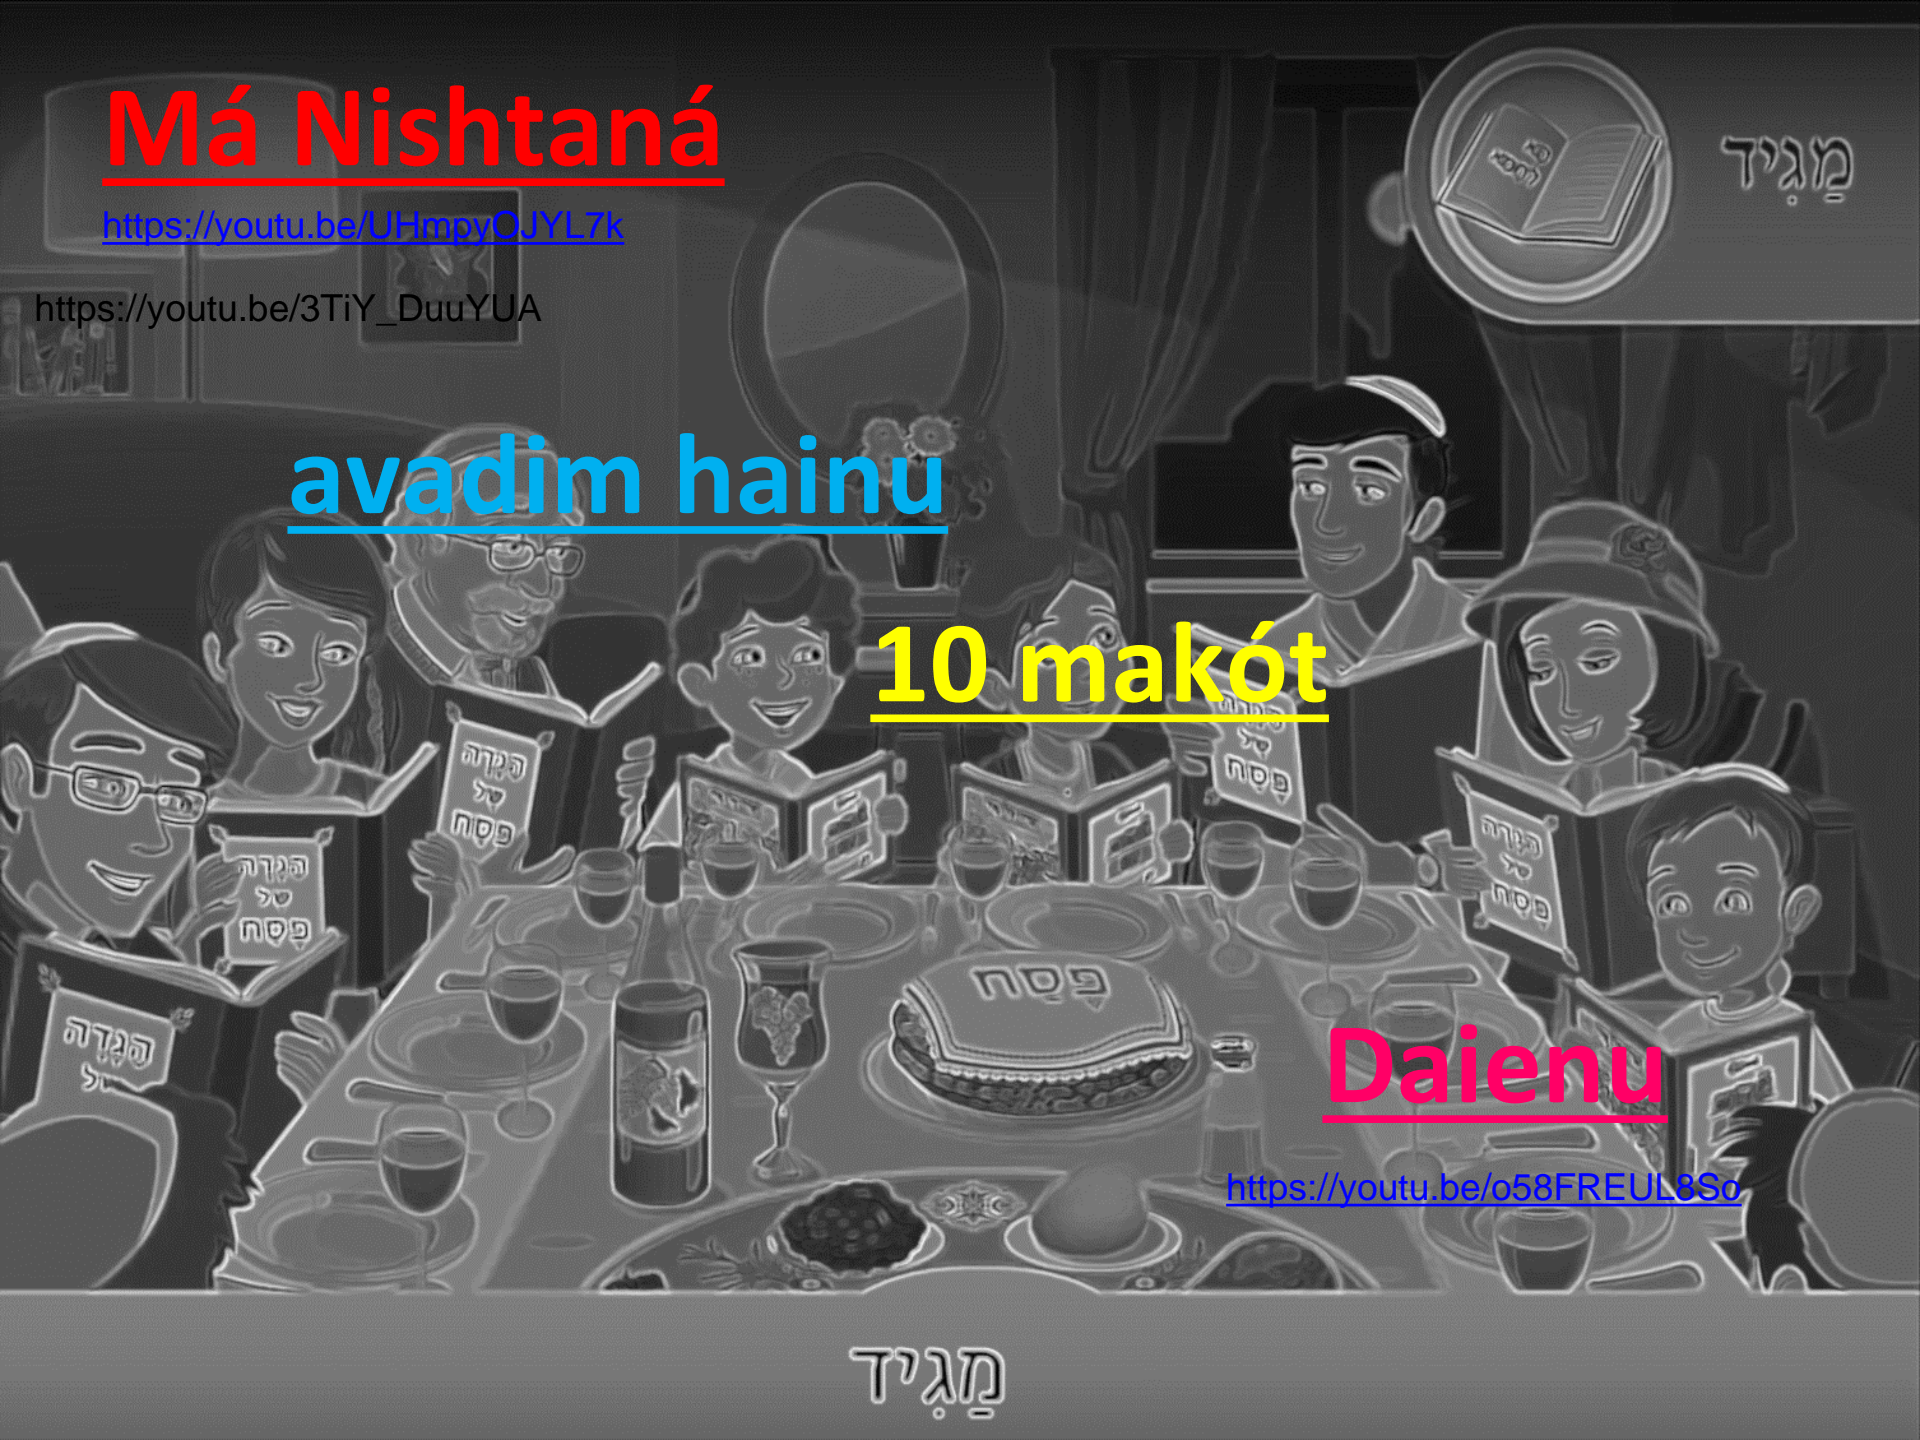 Má Nishtaná
מַגִּיד
https://youtu.be/UHmpyOJYL7k
https://youtu.be/3TiY_DuuYUA
avadim hainu
10 makót
הַגָּדָה
שֶׁל
פֶּסַח
הַגָּדָה
שֶׁל
פֶּסַח
הַגָּדָה
שֶׁל
פֶּסַח
הַגָּדָה
שֶׁל
פֶּסַח
פֶּסַח
הַגָּדָה
שֶׁל
Daienu
https://youtu.be/o58FREUL8So
מַגִּיד